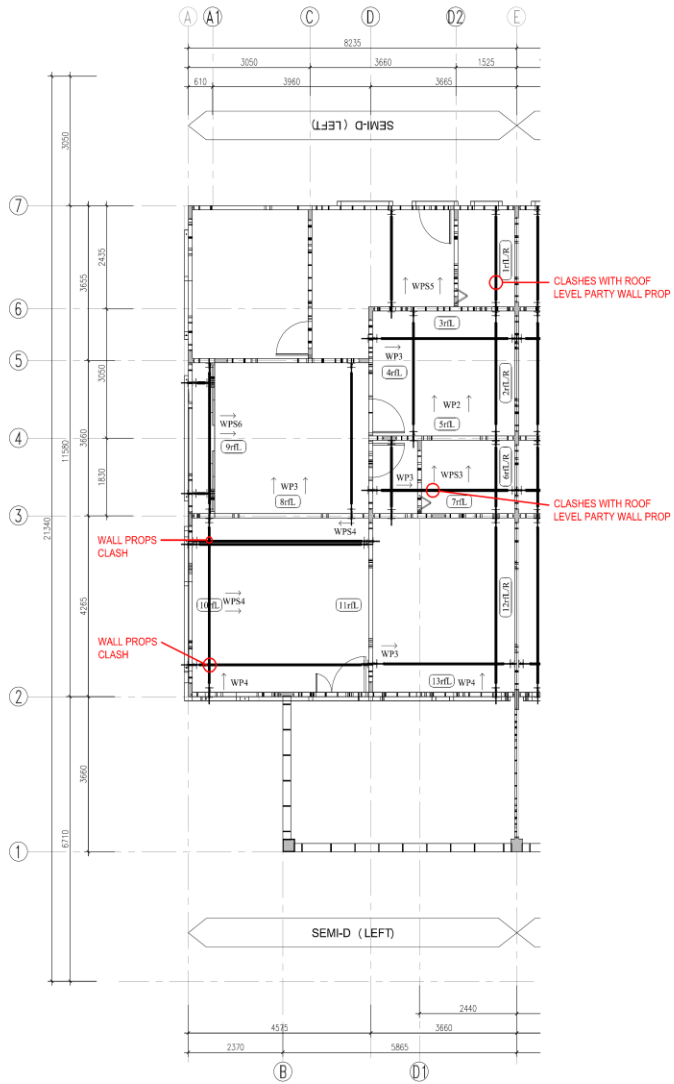 A A1 C D D2 E
8235
3050 3660 1525
610 3960 3665
SEMI-D (LEFT)
3050
7
1rfL/R
2435
WPS5
CLASHES WITH ROOF
LEVEL PARTY WALL PROP
3655
6
3rfL
WP3
5
4rfL
2rfL/R
3050
WP2
WPS6
5rfL
4
9rfL
11580
3660
WPS3
6rfL/R
WP3
WP3
1830
8rfL
7rfL
CLASHES WITH ROOF
LEVEL PARTY WALL PROP
3
21340
WPS4
WALL PROPS
CLASH
10rfL WPS4 11rfL
12rfL/R
4265
WALL PROPS
CLASH
WP3
WP4 13rfL WP4
2
3660
6710
1
SEMI-D (LEFT)
2440
4575 3660
2370 5865
B D1